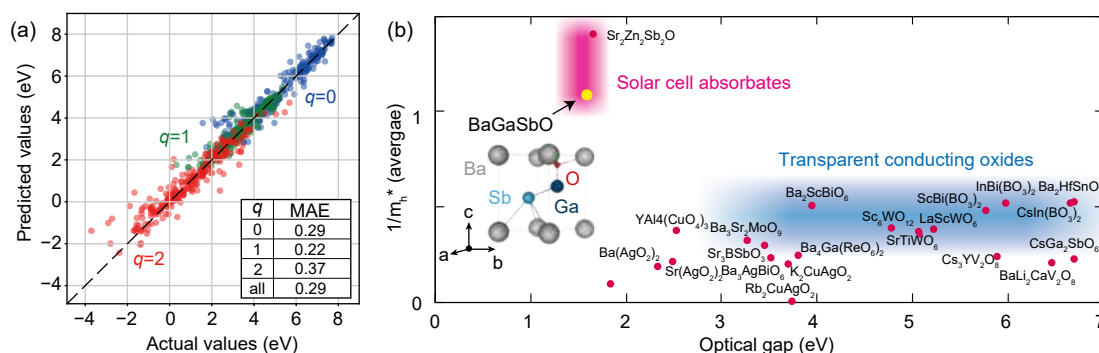 (a)
Predicted values (eV)
8
6
4
2
0
−2
−4
q=0
q=1
q=2
q MAE
0 0.29
1 0.22
2 0.37
all 0.29
−4 −2 0 2 4 6 8
Actual values (eV)
(b)
1/m_h* (avergae)
1
0
Sr₂Zn₂Sb₂O
Solar cell absorbates
BaGaSbO
Ba
O
Sb
Ga
c
a
b
Transparent conducting oxides
Ba₂ScBiO₆
InBi(BO₃)₂
Ba₂HfSnO
ScBi(BO₃)₂
CsIn(BO₃)₂
YAl4(CuO₄)₃
Ba₃Sr₂MoO₉
Sc₆WO₁₂
LaScWO₆
SrTiWO₆
Sr₃BSbO₃
Ba₄Ga(ReO₆)₂
CsGa₂SbO₆
Ba(AgO₂)₂
Sr(AgO₂)₂
Ba₃AgBiO₆
K₂CuAgO₂
Cs₃YV₂O₈
BaLi₂CaV₂O₈
Rb₂CuAgO₂
0 1 2 3 4 5 6 7
Optical gap (eV)